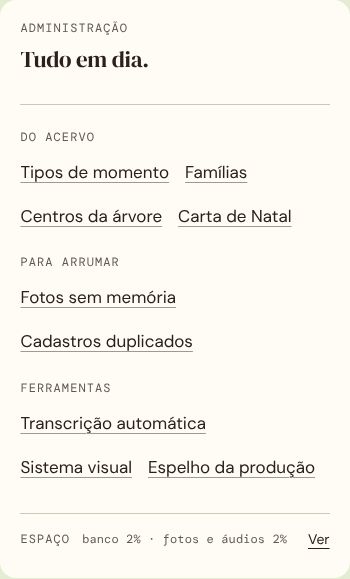 ADMINISTRAÇÃO
Tudo em dia.
DO ACERVO
Tipos de momento Famílias
Centros da árvore Carta de Natal
PARA ARRUMAR
Fotos sem memória
Cadastros duplicados
FERRAMENTAS
Transcrição automática
Sistema visual Espelho da produção
ESPAÇO banco 2% · fotos e áudios 2% Ver